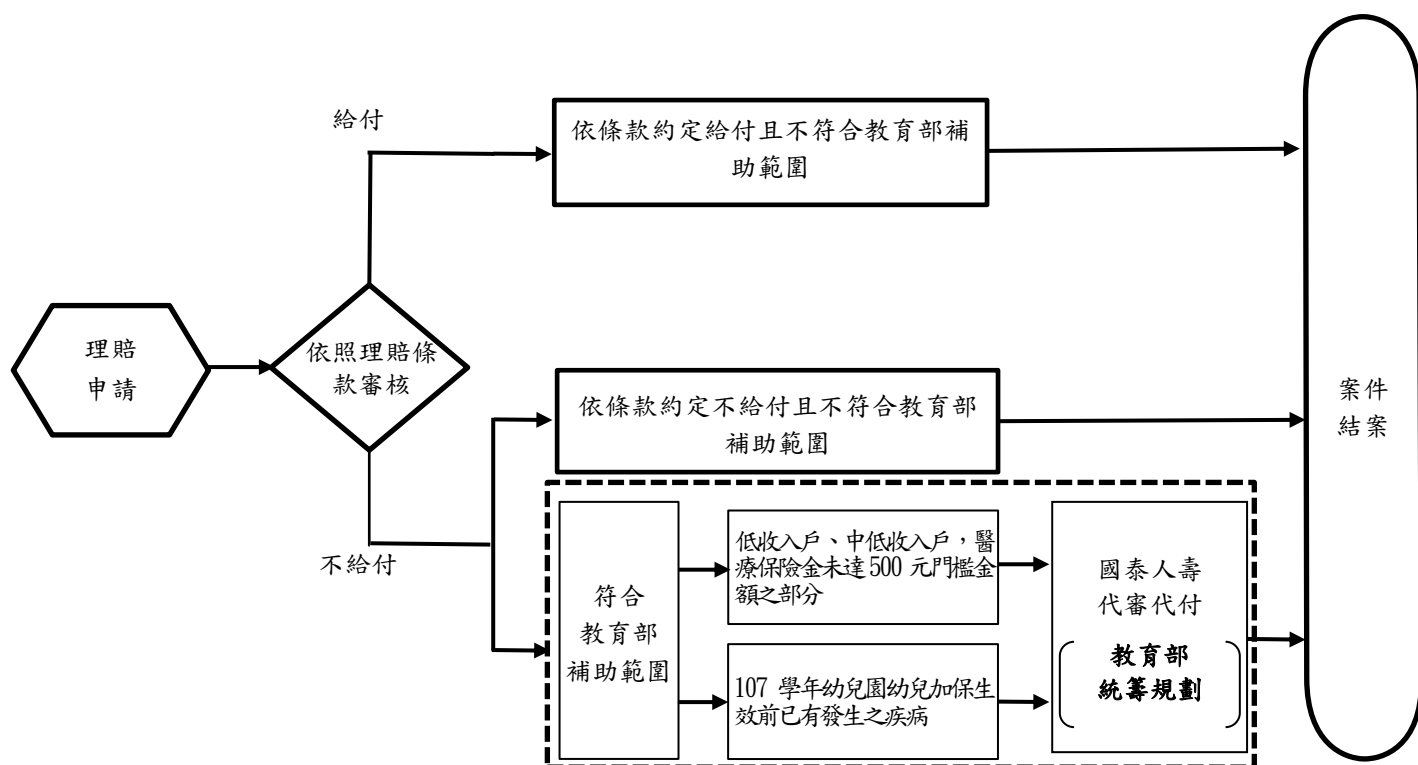 給付
依條款約定給付且不符合教育部補
助範圍
理賠
申請
依照理賠條
款審核
依條款約定不給付且不符合教育部
補助範圍
案件
結案
不給付
符合
教育部
補助範圍
低收入戶、中低收入戶，醫
療保險金未達 500 元門檻金
額之部分
107 學年幼兒園幼兒加保生
效前已有發生之疾病
國泰人壽
代審代付
教育部
統籌規劃